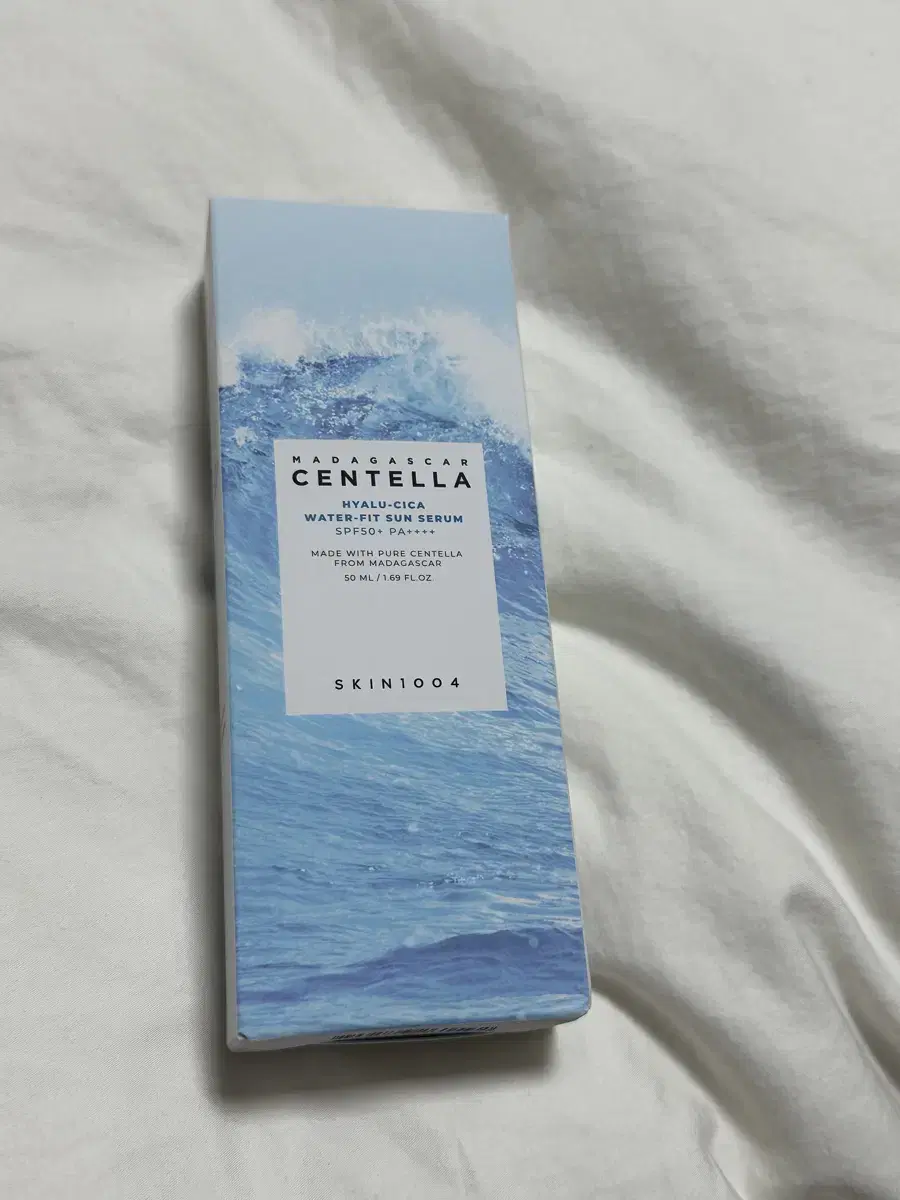 MADAGASCAR
CENTELLA
HYALU-CICA
WATER-FIT SUN SERUM
SPF50+ PA++++
MADE WITH PURE CENTELLA
FROM MADAGASCAR
50 ML / 1.69 FL.OZ.
SKIN1004